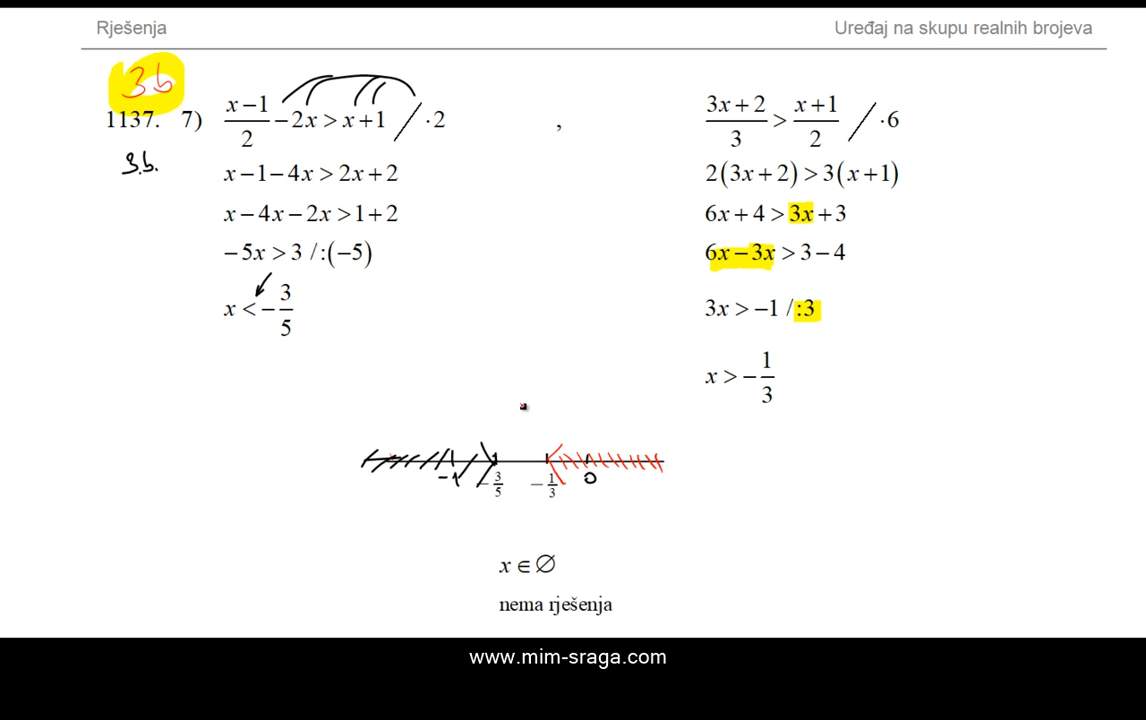 Rješenja Uređaj na skupu realnih brojeva
3b
1137. 7) (x-1)/2 - 2x > x+1 / ·2 , (3x+2)/3 > (x+1)/2 / ·6
3.b.
x-1-4x > 2x+2 2(3x+2) > 3(x+1)
x-4x-2x > 1+2 6x+4 > 3x+3
-5x > 3 /:(-5) 6x-3x > 3-4
x < -3/5 3x > -1 /:3
x > -1/3
-1 -3/5 -1/3 0
x ∈ ∅
nema rješenja
www.mim-sraga.com